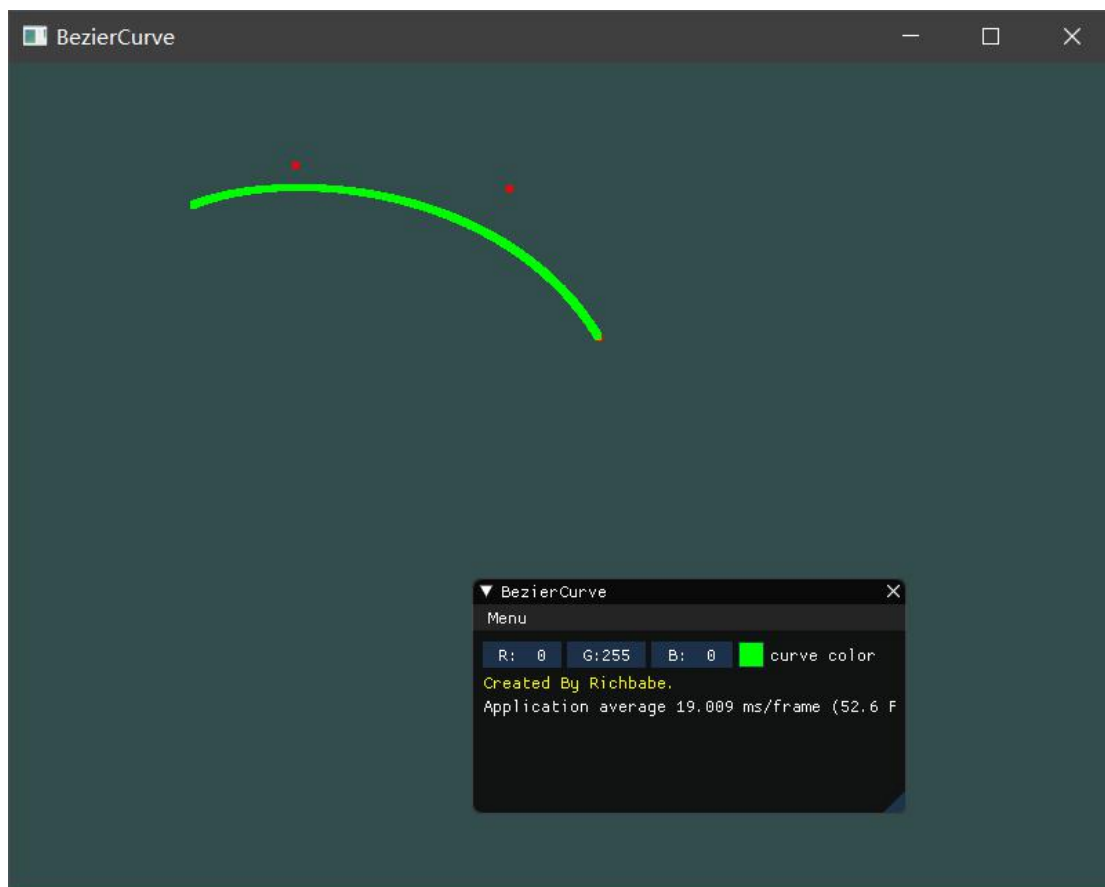 BezierCurve
BezierCurve
Menu
R: 0 G:255 B: 0 curve color
Created By Richbabe.
Application average 19.009 ms/frame (52.6 F